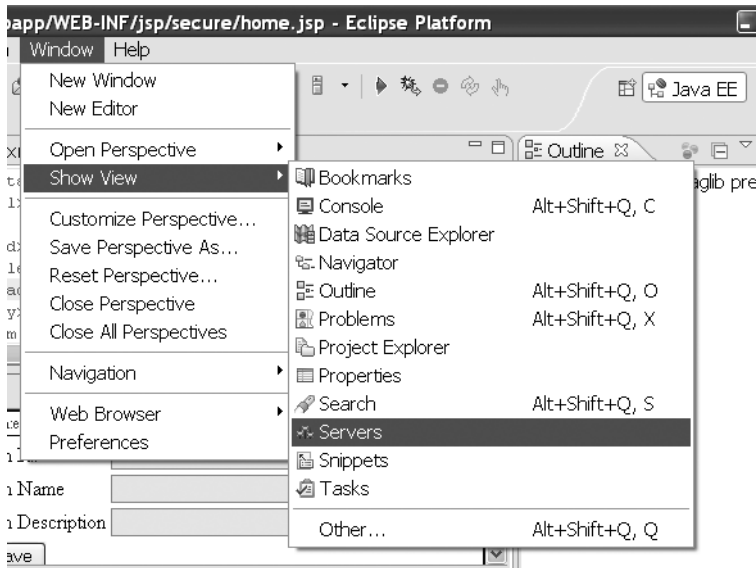 oapp/WEB-INF/jsp/secure/home.jsp - Eclipse Platform
Window Help
New Window
New Editor
Java EE
Open Perspective
Outline
Show View
Bookmarks
Console Alt+Shift+Q, C
Customize Perspective...
Data Source Explorer
Save Perspective As...
Navigator
Reset Perspective...
Outline Alt+Shift+Q, O
Close Perspective
Problems Alt+Shift+Q, X
Close All Perspectives
Project Explorer
Navigation
Properties
Search Alt+Shift+Q, S
Web Browser
Servers
Preferences
Snippets
Name
Tasks
Description
Other... Alt+Shift+Q, Q
ave
aglib pre